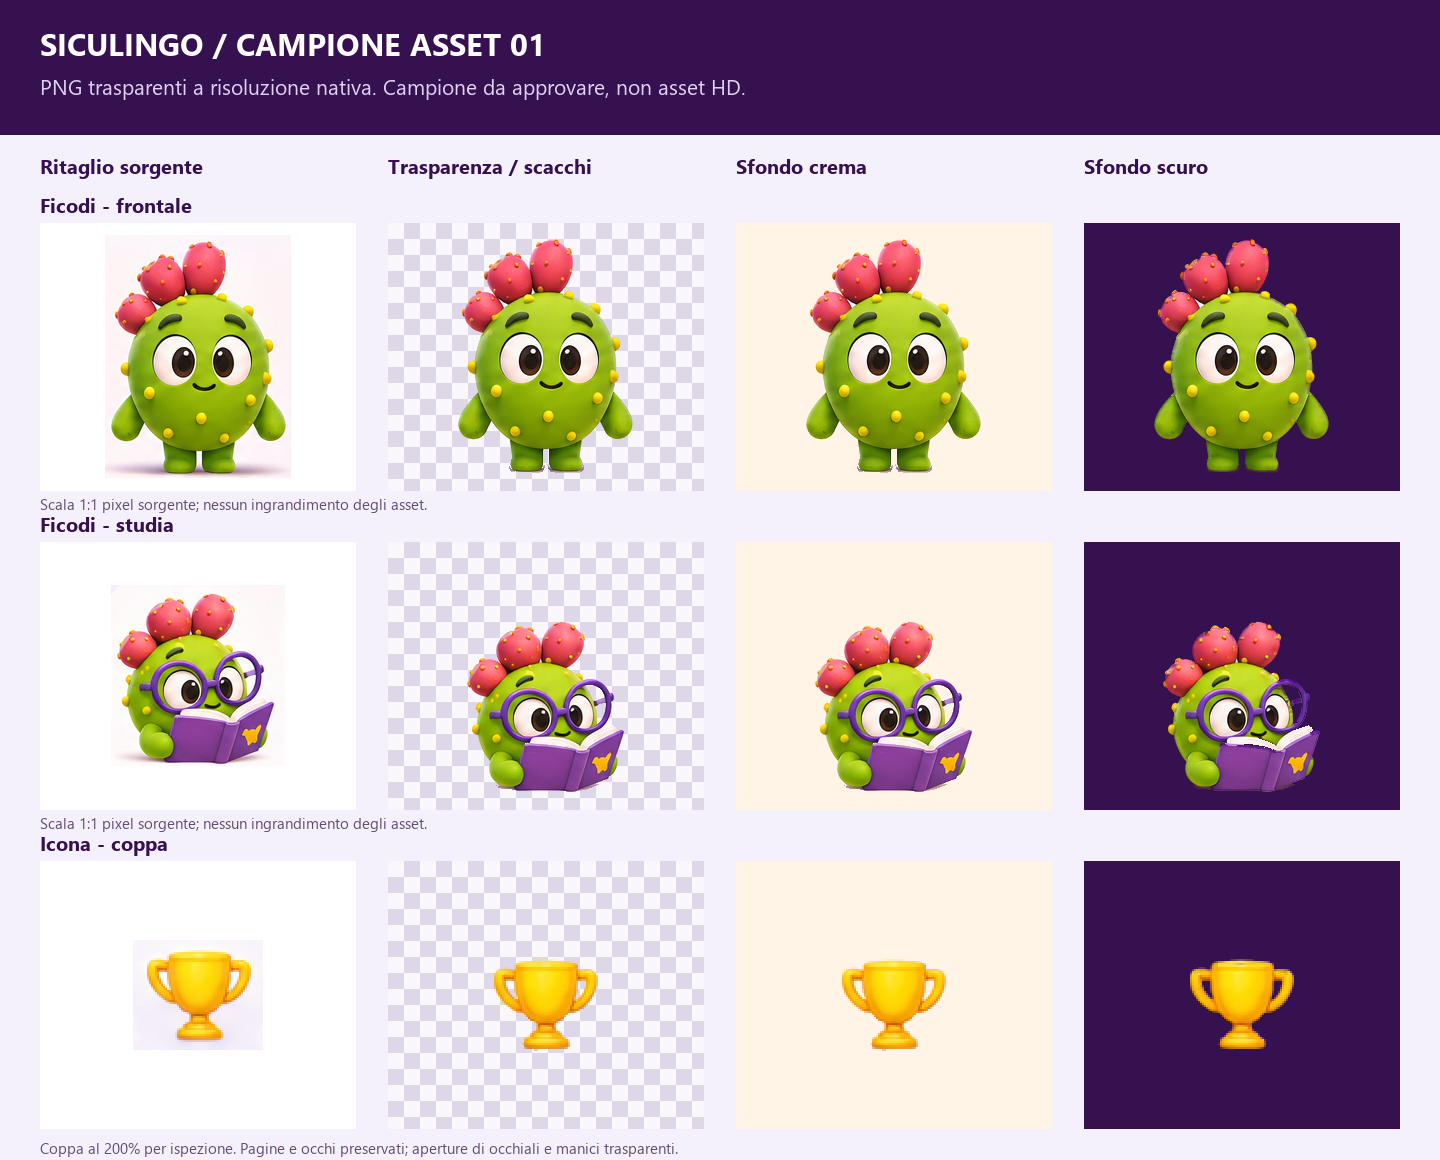 SICULINGO / CAMPIONE ASSET 01
PNG trasparenti a risoluzione nativa. Campione da approvare, non asset HD.
Ritaglio sorgente
Trasparenza / scacchi
Sfondo crema
Sfondo scuro
Ficodi - frontale
Scala 1:1 pixel sorgente; nessun ingrandimento degli asset.
Ficodi - studia
Scala 1:1 pixel sorgente; nessun ingrandimento degli asset.
Icona - coppa
Coppa al 200% per ispezione. Pagine e occhi preservati; aperture di occhiali e manici trasparenti.